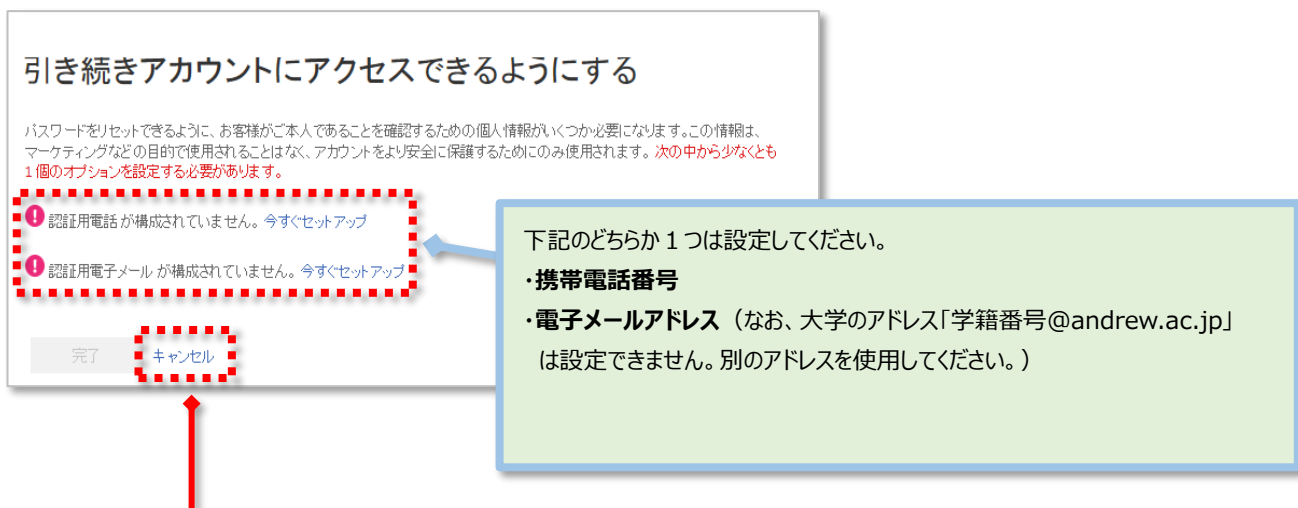 引き続きアカウントにアクセスできるようにする
パスワードをリセットできるように、お客様がご本人であることを確認するための個人情報がいくつか必要になります。この情報は、
マーケティングなどの目的で使用されることはなく、アカウントをより安全に保護するためにのみ使用されます。次の中から少なくとも
1個のオプションを設定する必要があります。
認証用電話 が構成されていません。今すぐセットアップ
認証用電子メール が構成されていません。今すぐセットアップ
完了 キャンセル
下記のどちらか1つは設定してください。
・携帯電話番号
・電子メールアドレス（なお、大学のアドレス「学籍番号@andrew.ac.jp」
は設定できません。別のアドレスを使用してください。）